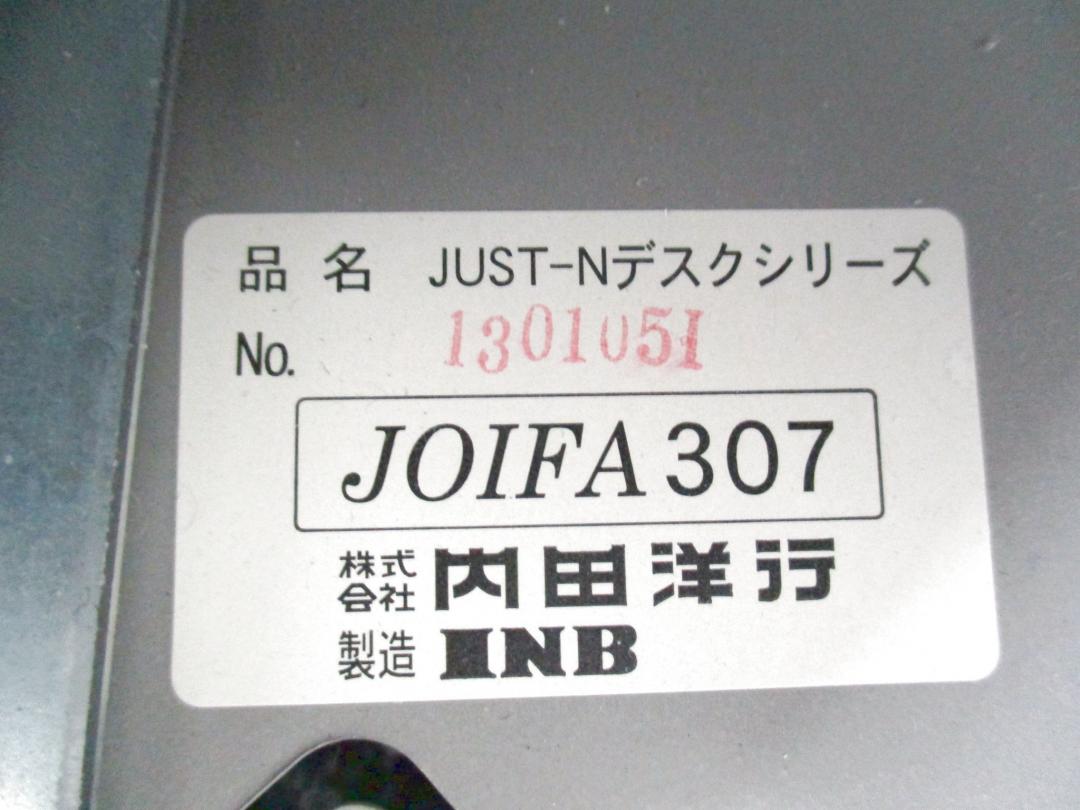 品名 JUST-Nデスクシリーズ
No. 1301051
JOIFA 307
株式会社 内田洋行
製造 INB